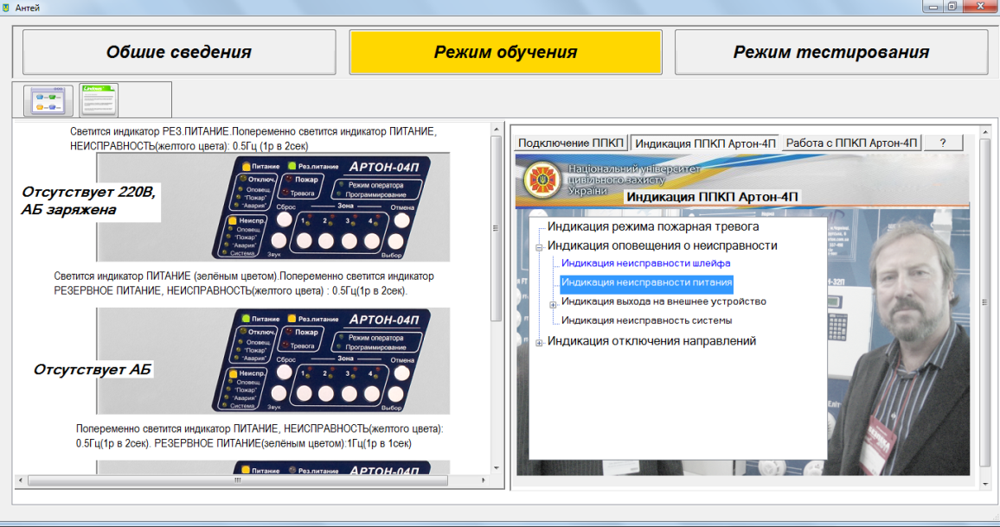 Антей
Обшие сведения
Режим обучения
Режим тестирования
Светится индикатор РЕЗ.ПИТАНИЕ.Попеременно светится индикатор ПИТАНИЕ,
НЕИСПРАВНОСТЬ(желтого цвета): 0.5Гц (1р в 2сек)
Отсутствует 220В,
АБ заряжена
Питание
Рез.питание
АРТОН-04П
Отключ.
Оповещ.
"Пожар"
"Авария"
Пожар
Тревога
Режим оператора
Программирование
Сброс
Зона
Отмена
1
2
3
4
Неиспр.
Оповещ.
"Пожар"
"Авария"
Система
Звук
Выбор
Светится индикатор ПИТАНИЕ (зелёным цветом).Попеременно светится индикатор
РЕЗЕРВНОЕ ПИТАНИЕ, НЕИСПРАВНОСТЬ(желтого цвета) : 0.5Гц(1р в 2сек).
Отсутствует АБ
Питание
Рез.питание
АРТОН-04П
Отключ.
Оповещ.
"Пожар"
"Авария"
Пожар
Тревога
Режим оператора
Программирование
Сброс
Зона
Отмена
1
2
3
4
Неиспр.
Оповещ.
"Пожар"
"Авария"
Система
Звук
Выбор
Попеременно светится индикатор ПИТАНИЕ, НЕИСПРАВНОСТЬ(желтого цвета):
0.5Гц(1р в 2сек). РЕЗЕРВНОЕ ПИТАНИЕ(зелёным цветом):1Гц(1р в 1сек)
Питание
Рез.питание
АРТОН-04П
Подключение ППКП
Индикация ППКП Артон-4П
Работа с ППКП Артон-4П
?
Національний університет
цивільного захисту
України
Индикация ППКП Артон-4П
Индикация режима пожарная тревога
Индикация оповещения о неисправности
Индикация неисправности шлейфа
Индикация неисправности питания
Индикация выхода на внешнее устройство
Индикация неисправность системы
Индикация отключения направлений